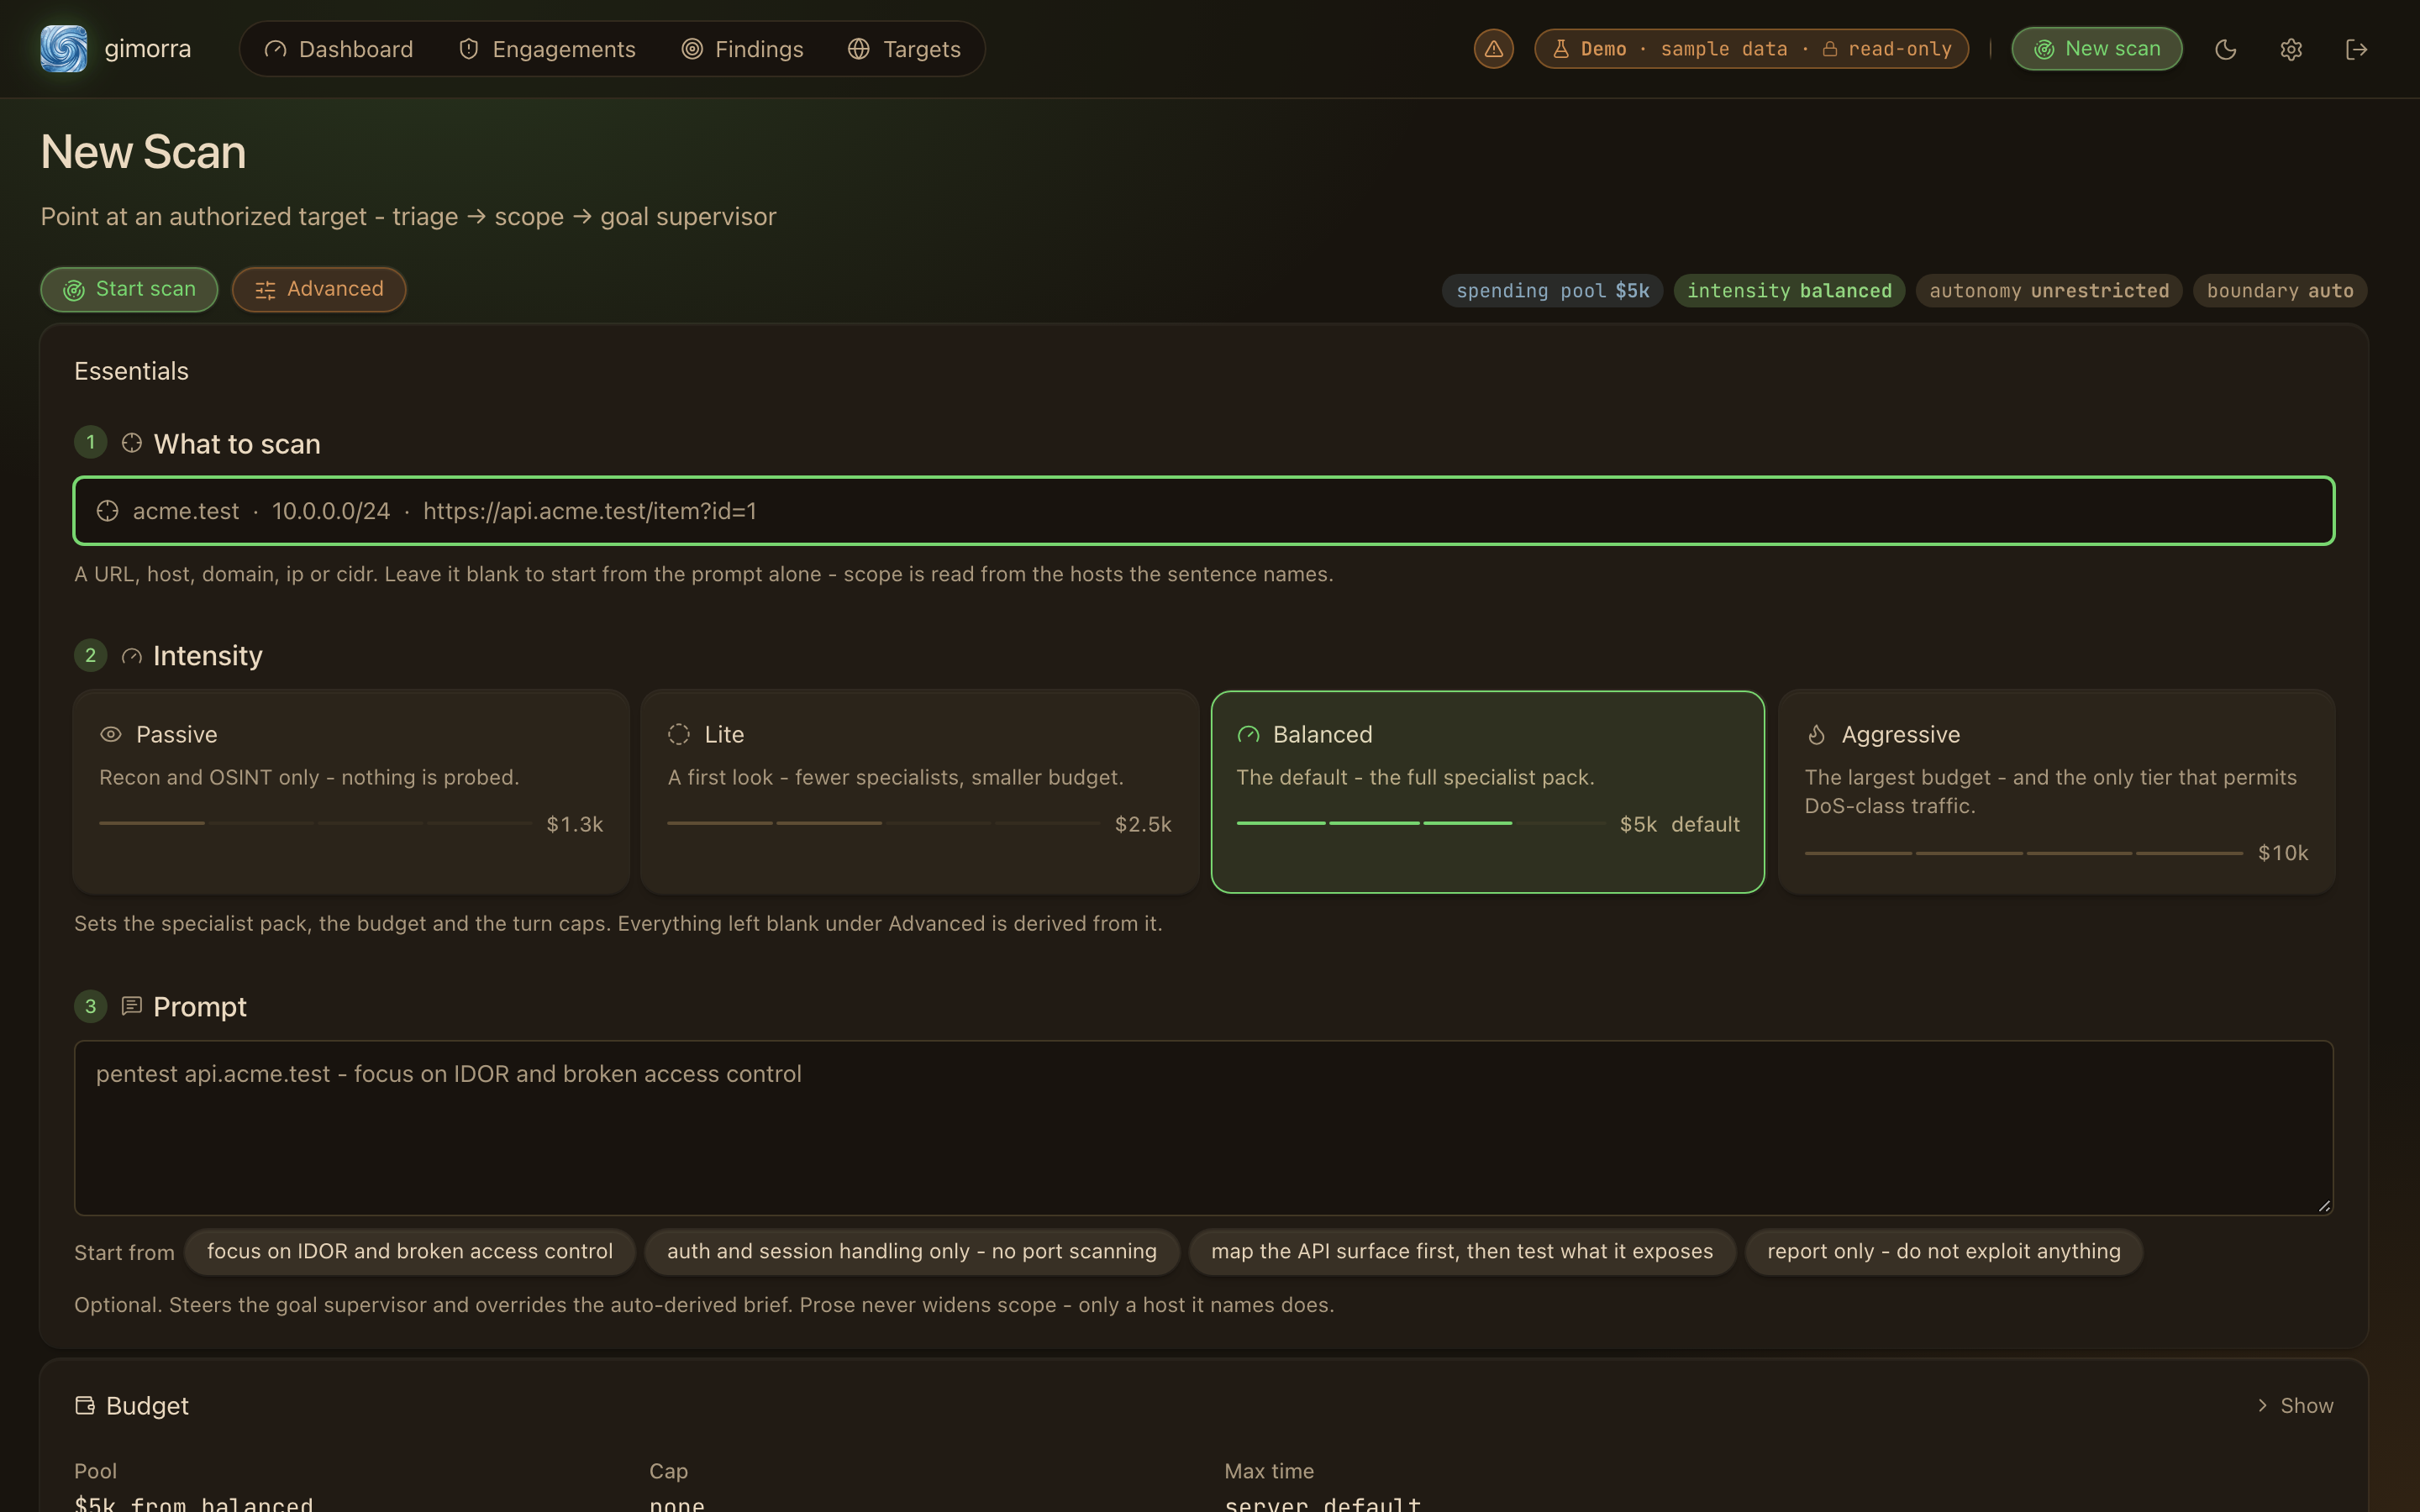 gimorra
Dashboard
Engagements
Findings
Targets
Demo · sample data · read-only
New scan
New Scan
Point at an authorized target - triage → scope → goal supervisor
Start scan
Advanced
spending pool $5k
intensity balanced
autonomy unrestricted
boundary auto
Essentials
1 What to scan
acme.test · 10.0.0.0/24 · https://api.acme.test/item?id=1
A URL, host, domain, ip or cidr. Leave it blank to start from the prompt alone - scope is read from the hosts the sentence names.
2 Intensity
Passive
Recon and OSINT only - nothing is probed.
$1.3k
Lite
A first look - fewer specialists, smaller budget.
$2.5k
Balanced
The default - the full specialist pack.
$5k default
Aggressive
The largest budget - and the only tier that permits
DoS-class traffic.
$10k
Sets the specialist pack, the budget and the turn caps. Everything left blank under Advanced is derived from it.
3 Prompt
pentest api.acme.test - focus on IDOR and broken access control
Start from
focus on IDOR and broken access control
auth and session handling only - no port scanning
map the API surface first, then test what it exposes
report only - do not exploit anything
Optional. Steers the goal supervisor and overrides the auto-derived brief. Prose never widens scope - only a host it names does.
Budget
Show
Pool
$5k from balanced
Cap
none
Max time
server default